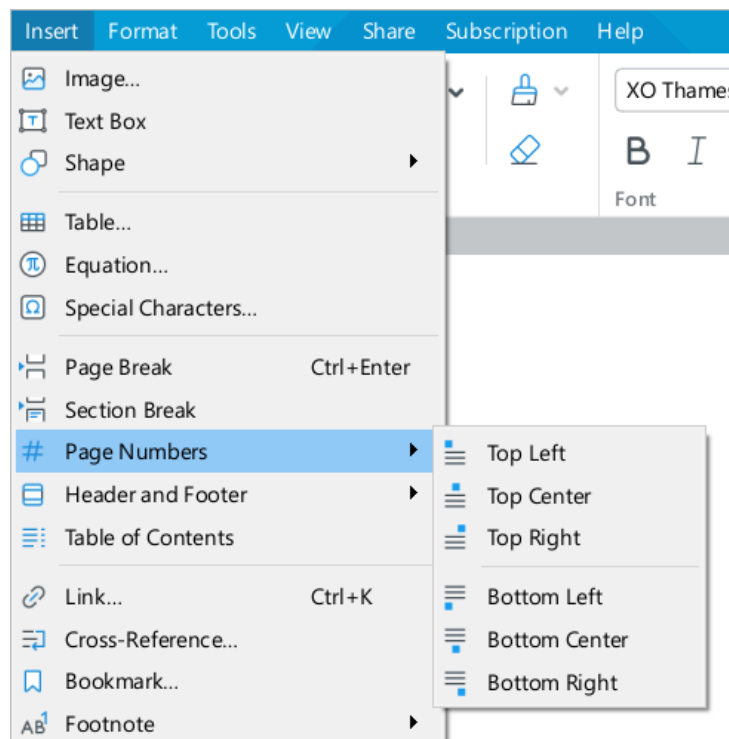 Insert Format Tools View Share Subscription Help
Image...
Text Box
Shape
Table...
Equation...
Special Characters...
Page Break Ctrl+Enter
Section Break
Page Numbers
Header and Footer
Table of Contents
Link... Ctrl+K
Cross-Reference...
Bookmark...
AB1 Footnote
Top Left
Top Center
Top Right
Bottom Left
Bottom Center
Bottom Right
XO Thames
B I
Font